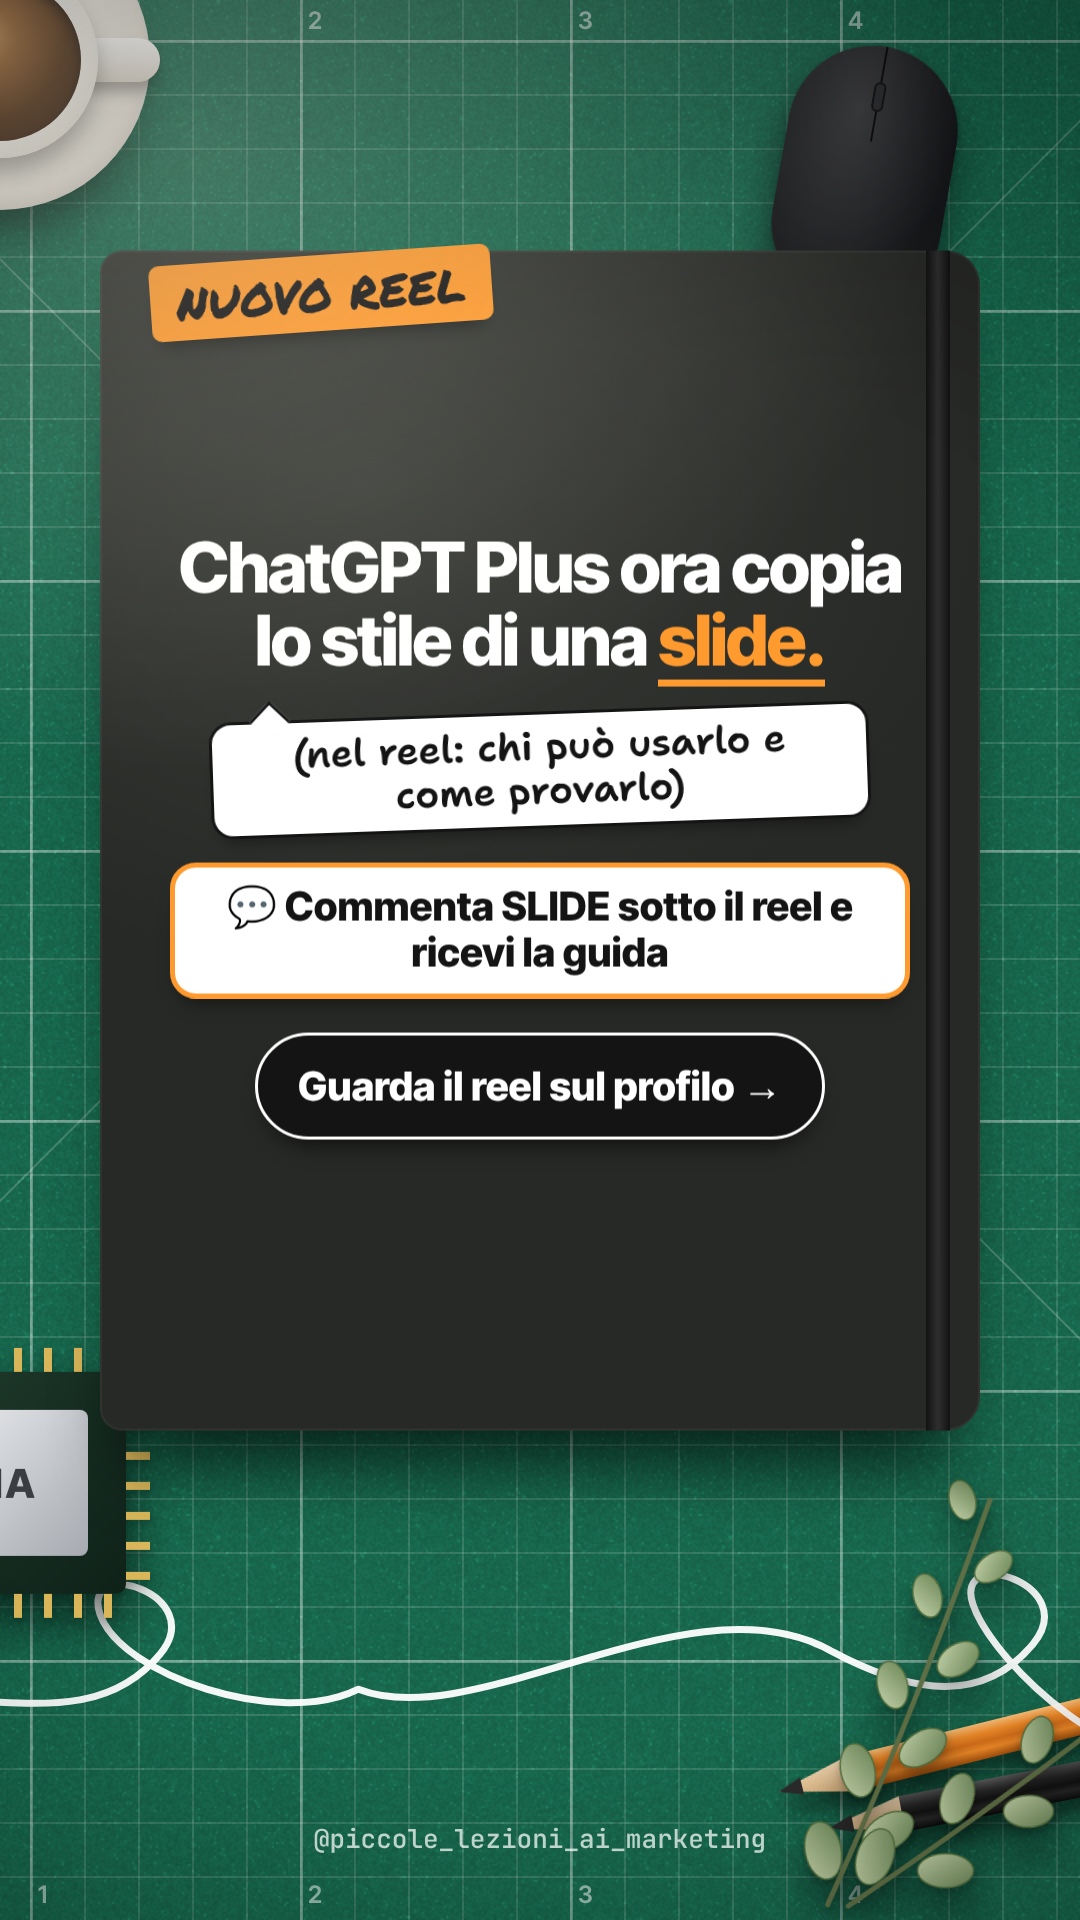 2 3 4
NUOVO REEL
ChatGPT Plus ora copia
lo stile di una slide.
(nel reel: chi può usarlo e
come provarlo)
💬 Commenta SLIDE sotto il reel e
ricevi la guida
Guarda il reel sul profilo →
@piccole_lezioni_ai_marketing
1 2 3 4